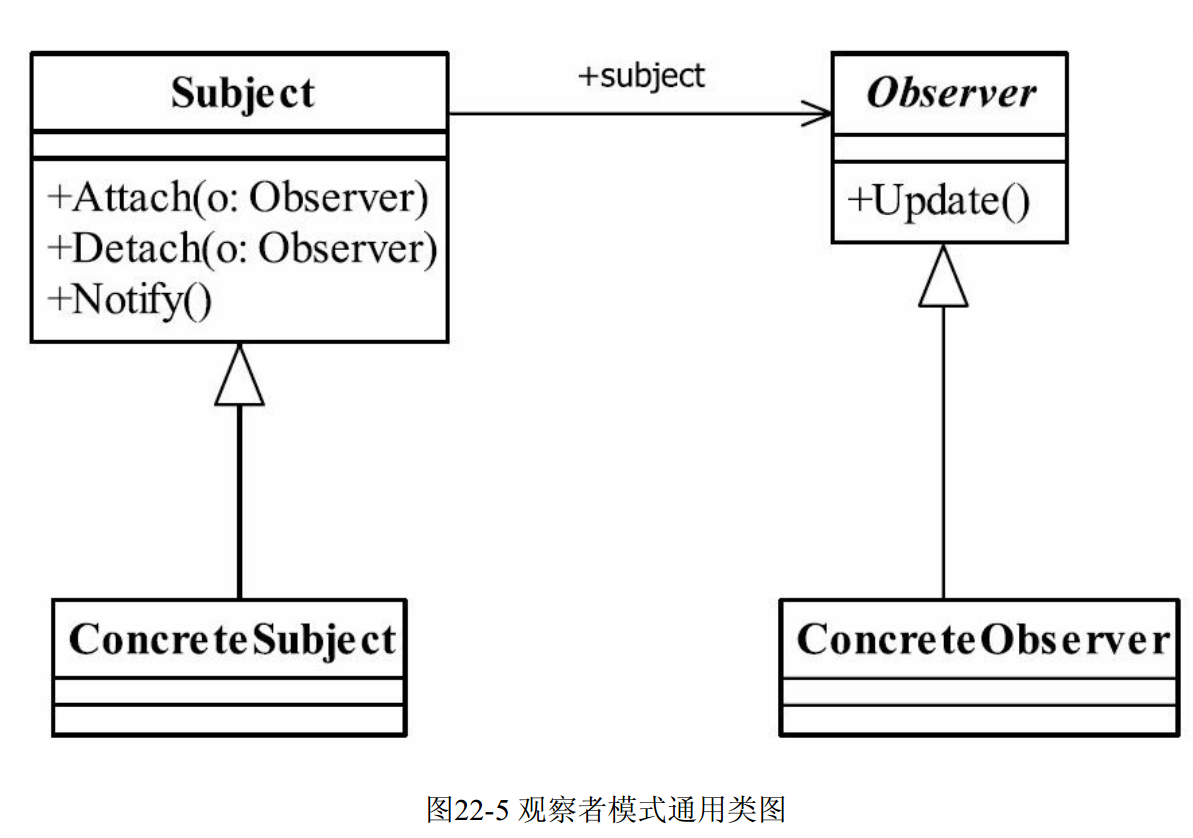 Subject
+Attach(o: Observer)
+Detach(o: Observer)
+Notify()
+subject
Observer
+Update()
ConcreteSubject
ConcreteObserver
图22-5 观察者模式通用类图